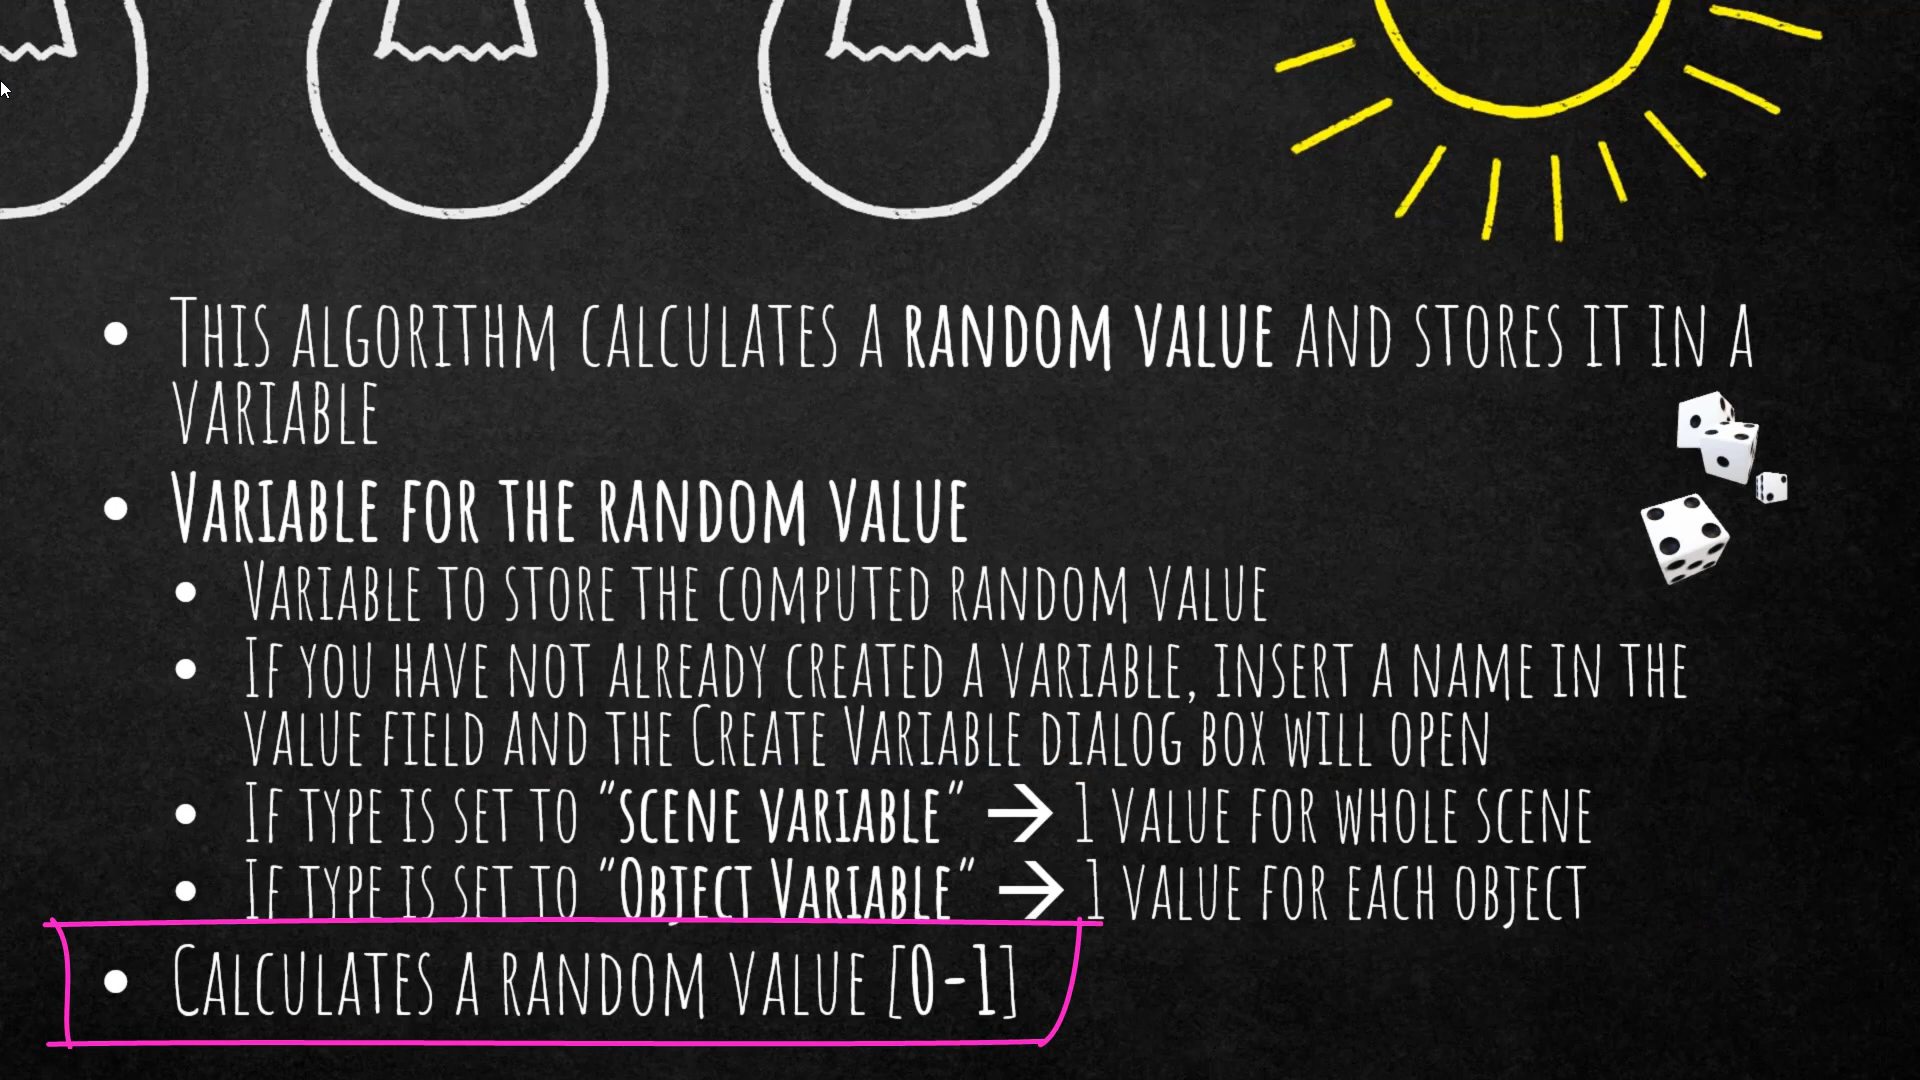 • This algorithm calculates a random value and stores it in a
variable
• Variable for the random value
• Variable to store the computed random value
• If you have not already created a variable, insert a name in the
value field and the Create Variable dialog box will open
• If type is set to "scene variable" → 1 value for whole scene
• If type is set to "Object Variable" → 1 value for each object
• Calculates a random value [0-1]